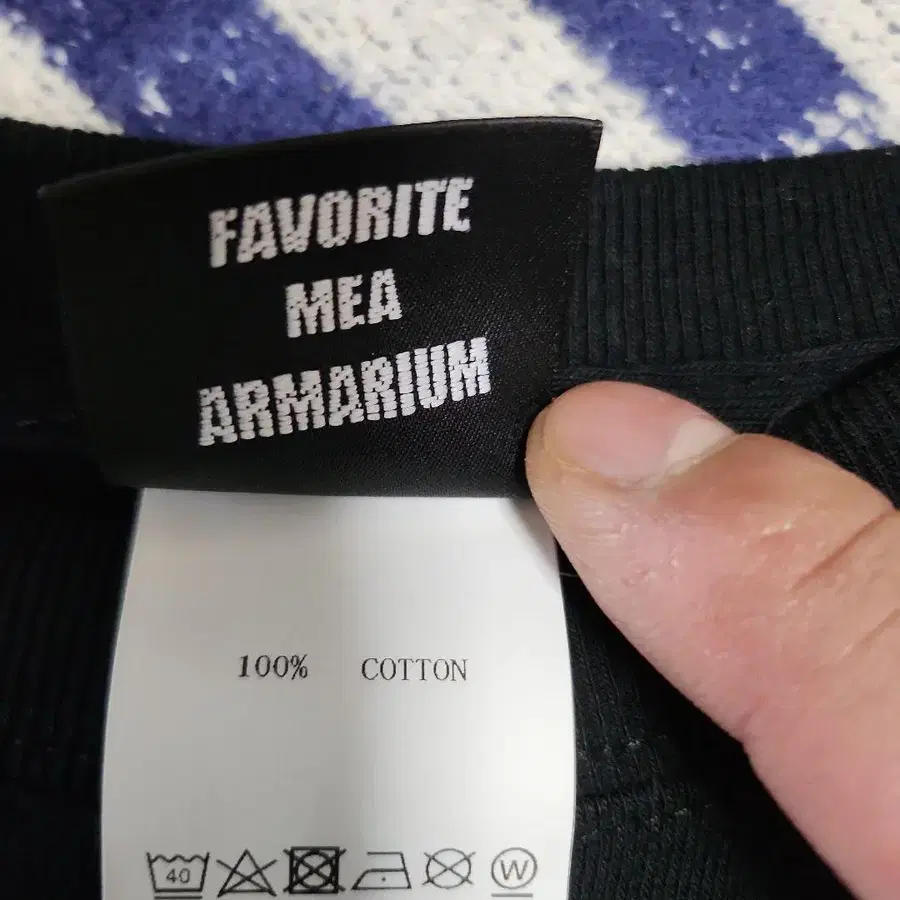 FAVORITE
MEA
ARMARIUM
100% COTTON
40 W